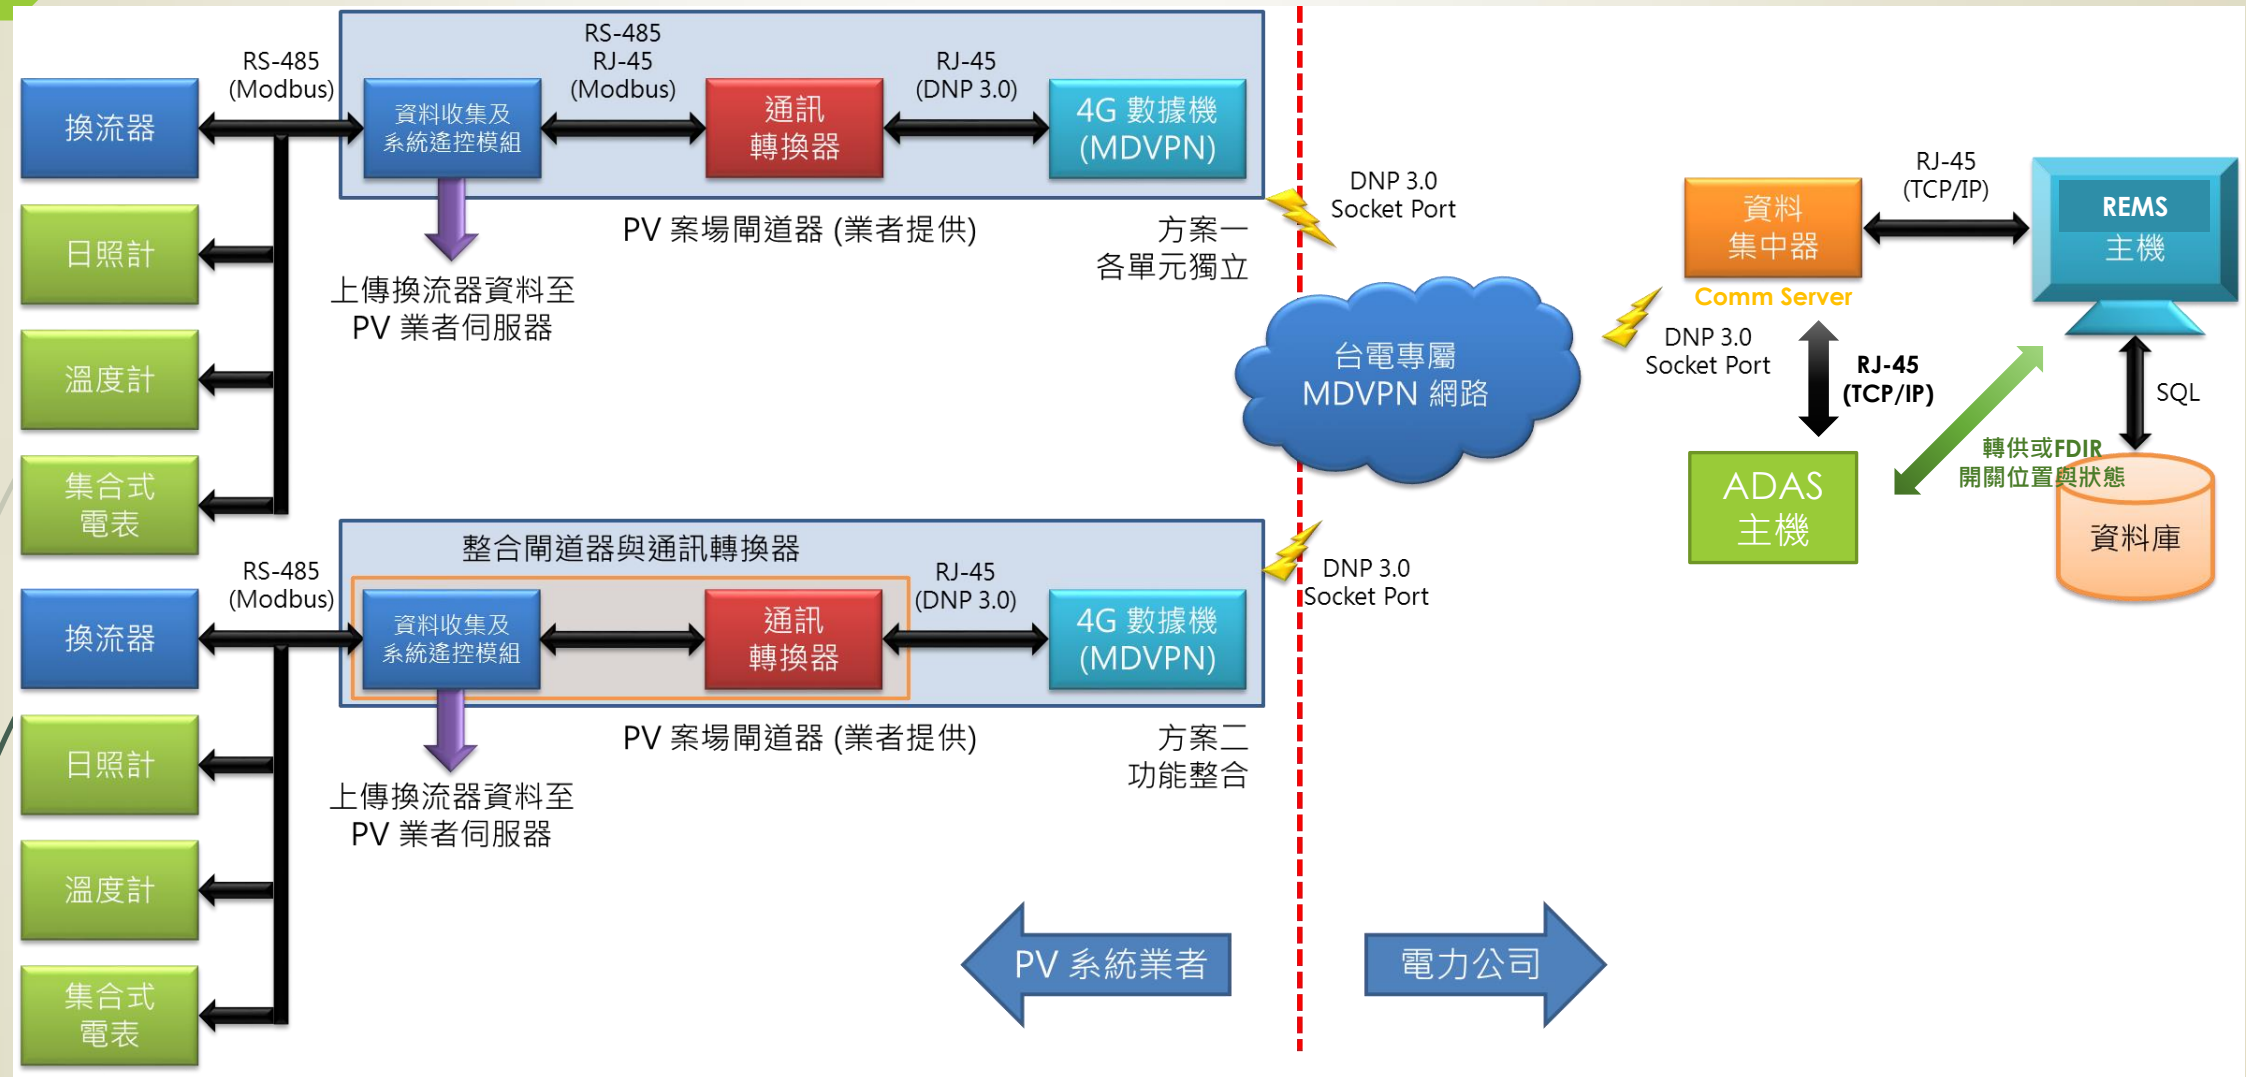 RS-485
(Modbus)
RS-485
RJ-45
(Modbus)
RJ-45
(DNP 3.0)
換流器
資料收集及
系統遙控模組
通訊
轉換器
4G 數據機
(MDVPN)
日照計
溫度計
集合式
電表
上傳換流器資料至
PV 業者伺服器
PV 案場閘道器 (業者提供)
方案一
各單元獨立
DNP 3.0
Socket Port
台電專屬
MDVPN 網路
DNP 3.0
Socket Port
資料
集中器
Comm Server
RJ-45
(TCP/IP)
REMS
主機
RJ-45
(TCP/IP)
SQL
ADAS
主機
轉供或FDIR
開關位置與狀態
資料庫
整合閘道器與通訊轉換器
RS-485
(Modbus)
RJ-45
(DNP 3.0)
換流器
資料收集及
系統遙控模組
通訊
轉換器
4G 數據機
(MDVPN)
DNP 3.0
Socket Port
日照計
溫度計
集合式
電表
上傳換流器資料至
PV 業者伺服器
PV 案場閘道器 (業者提供)
方案二
功能整合
PV 系統業者
電力公司